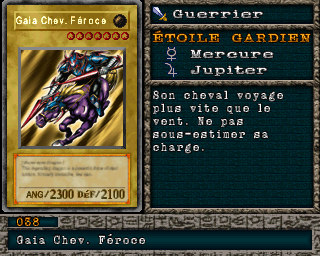 Gaia Chev. Féroce
ANG/2300 DÉF/2100
Guerrier
ÉTOILE GARDIEN
Mercure
Jupiter
Son cheval voyage
plus vite que le
vent. Ne pas
sous-estimer sa
charge.
038
Gaia Chev. Féroce